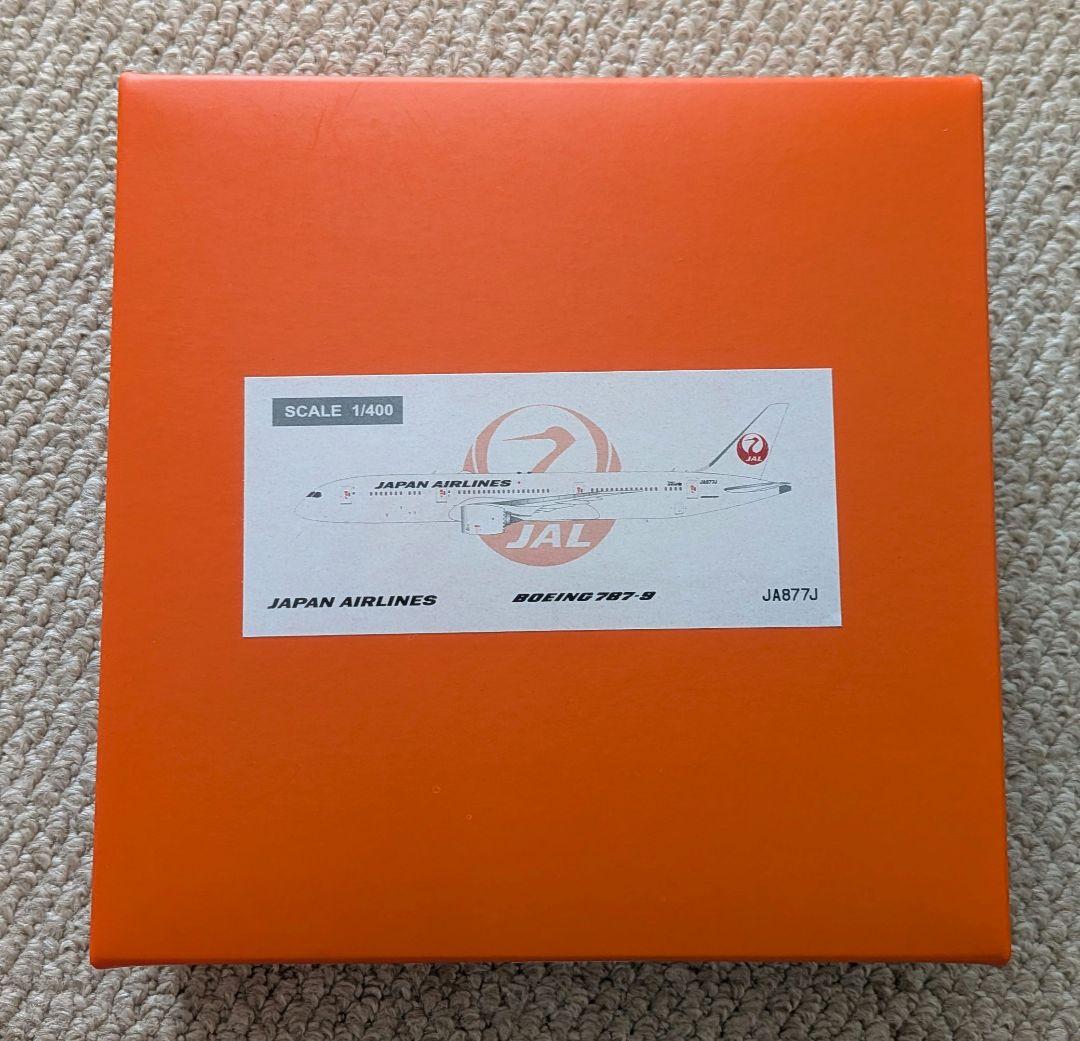 SCALE 1/400
JAPAN AIRLINES
JA877J
JAL
JAL
JAPAN AIRLINES
BOEING 787-9
JA877J